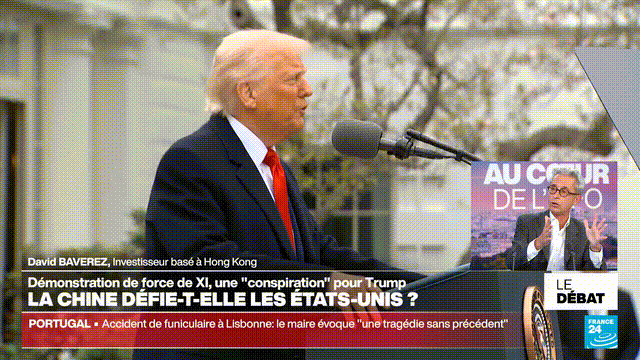 AU CŒUR
DE L'
O
David BAVEREZ, Investisseur basé à Hong Kong
Démonstration de force de XI, une "conspiration" pour Trump
LA CHINE DÉFIE-T-ELLE LES ÉTATS-UNIS ?
LE
DÉBAT
PORTUGAL • Accident de funiculaire à Lisbonne: le maire évoque "une tragédie sans précédent"
FRANCE
24